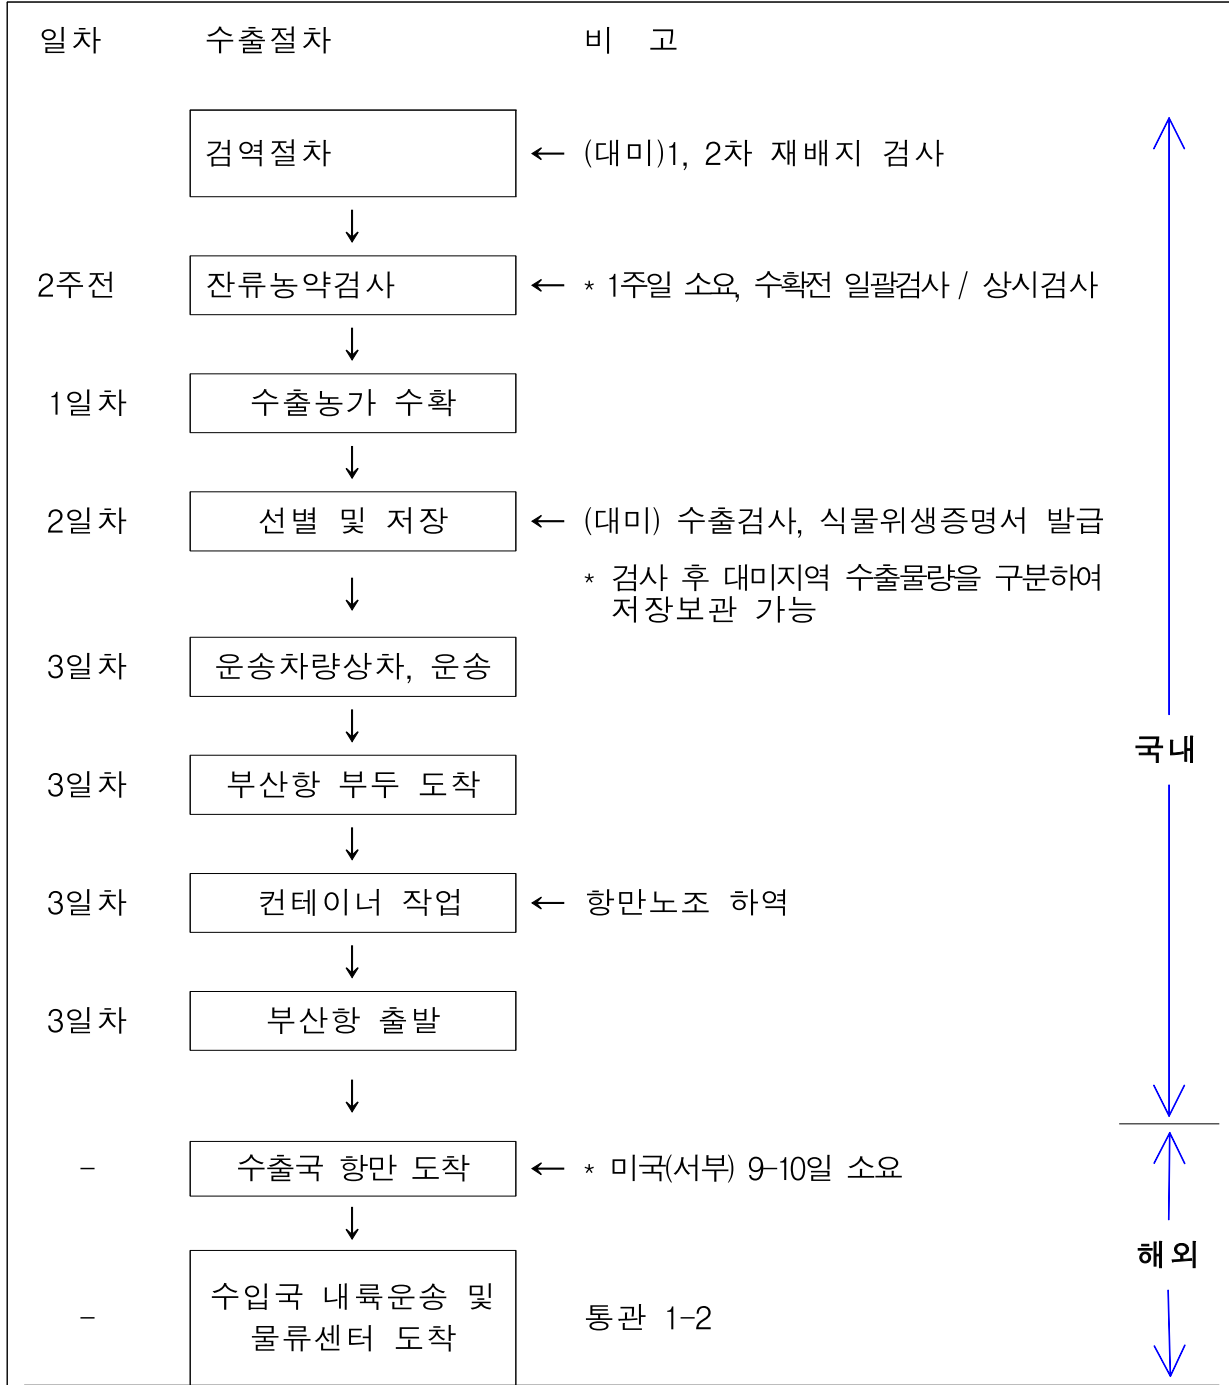 일차 수출절차 비 고
검역절차 ← (대미)1, 2차 재배지 검사
↓
2주전 잔류농약검사 ← * 1주일 소요, 수확전 일괄검사 / 상시검사
↓
1일차 수출농가 수확
↓
2일차 선별 및 저장 ← (대미) 수출검사, 식물위생증명서 발급
* 검사 후 대미지역 수출물량을 구분하여
저장보관 가능
↓
3일차 운송차량상차, 운송
↓
국내
3일차 부산항 부두 도착
↓
3일차 컨테이너 작업 ← 항만노조 하역
↓
3일차 부산항 출발
↓
- 수출국 항만 도착 ← * 미국(서부) 9-10일 소요
↓
해외
수입국 내륙운송 및
- 통관 1-2
물류센터 도착